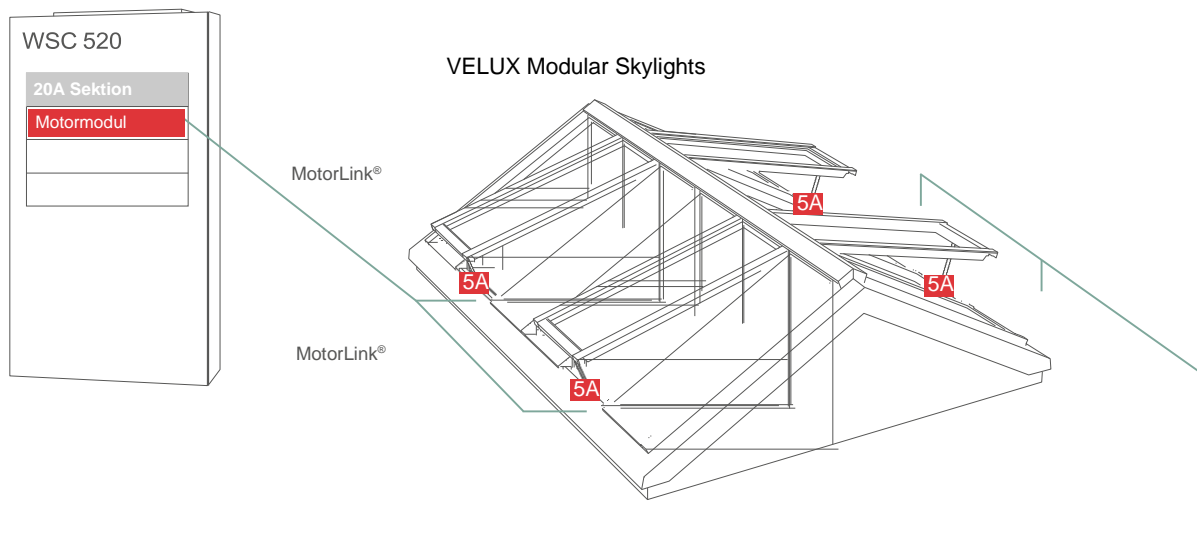 WSC 520
20A Sektion
Motormodul
VELUX Modular Skylights
MotorLink®
5A
5A
5A
MotorLink®
5A